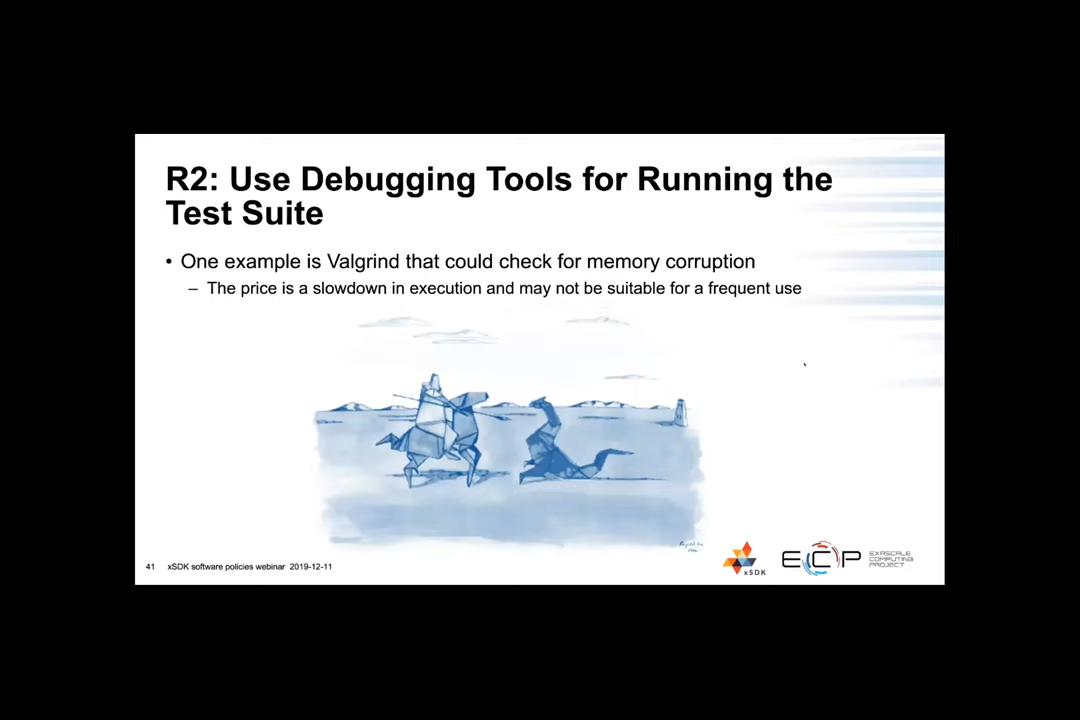 R2: Use Debugging Tools for Running the
Test Suite
• One example is Valgrind that could check for memory corruption
– The price is a slowdown in execution and may not be suitable for a frequent use
41 xSDK software policies webinar 2019-12-11
xSDK
ECP
EXASCALE
COMPUTING
PROJECT